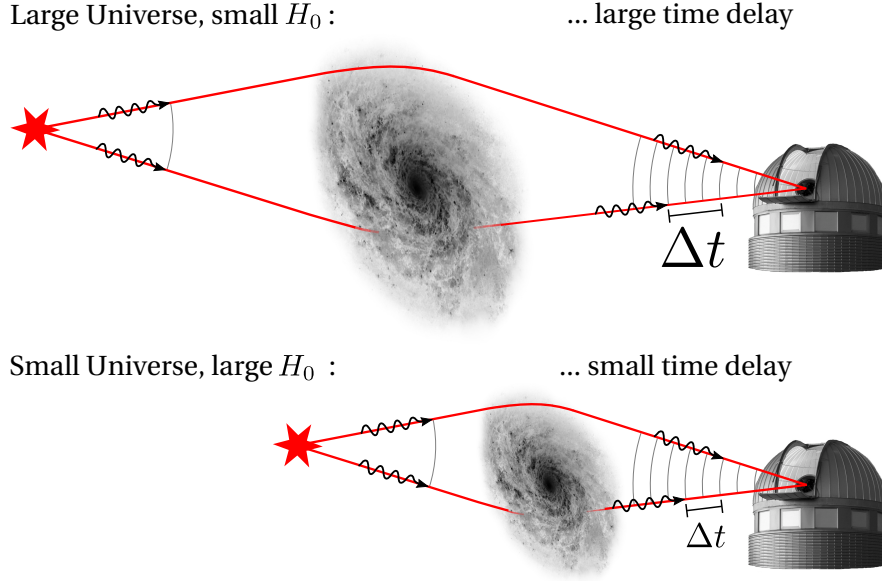 Large Universe, small H₀ : ... large time delay
Δt
Small Universe, large H₀ : ... small time delay
Δt